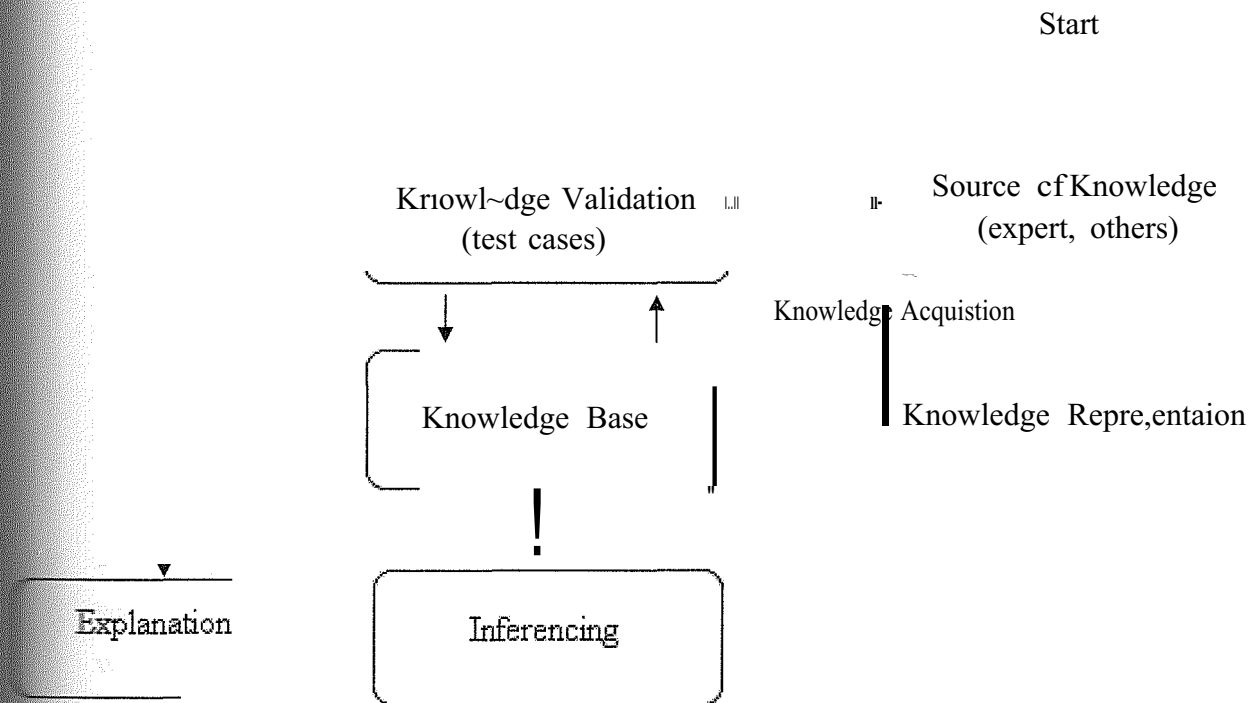 Start
Krıowl~dge Validation
(test cases)
Source cf Knowledge
(expert, others)
Knowledge Acquistion
Knowledge Base
Knowledge Repre,entaion
!
Explanation
Inferencing